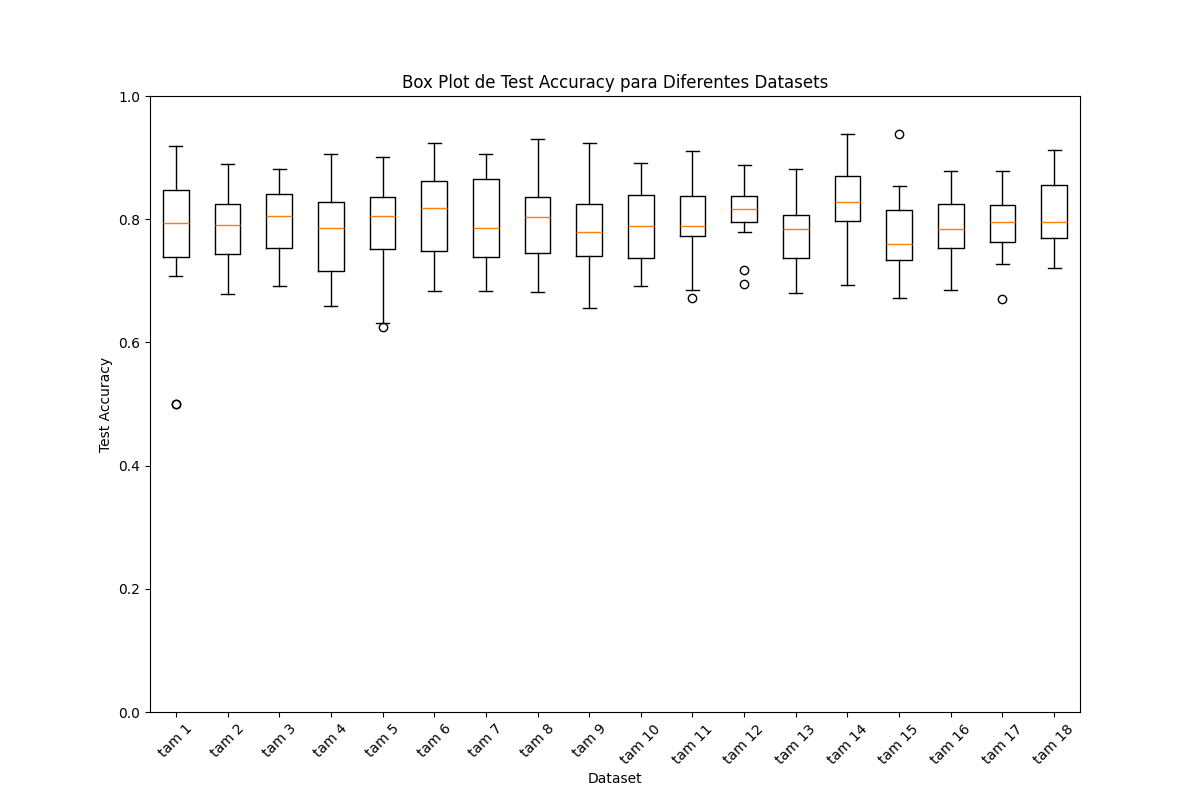 Box Plot de Test Accuracy para Diferentes Datasets
1.0
0.8
0.6
0.4
0.2
0.0
Test Accuracy
tam 1
tam 2
tam 3
tam 4
tam 5
tam 6
tam 7
tam 8
tam 9
tam 10
tam 11
tam 12
tam 13
tam 14
tam 15
tam 16
tam 17
tam 18
Dataset